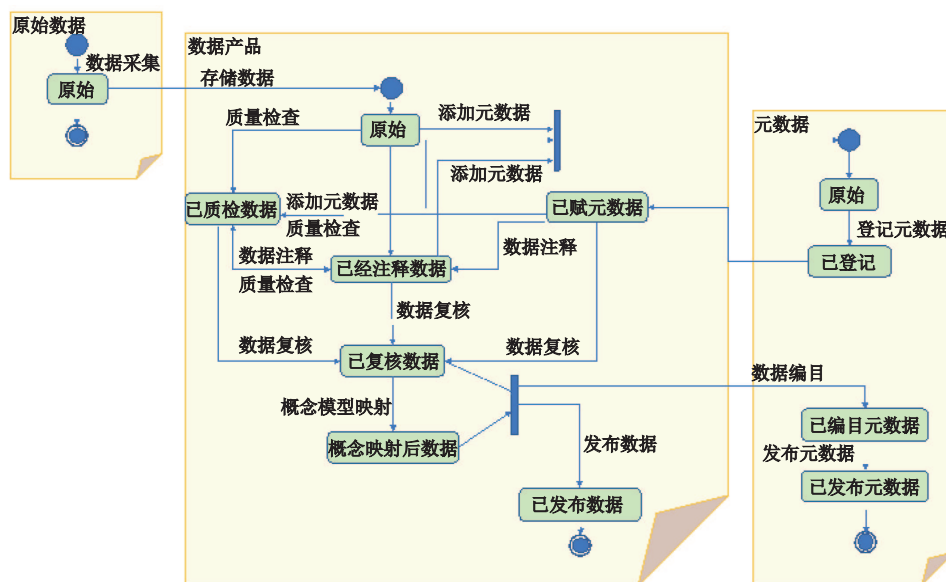 原始数据
数据采集
原始
数据产品
存储数据
质量检查
原始
添加元数据
添加元数据
已质检数据
添加元数据
质量检查
已赋元数据
数据注释
数据注释
质量检查
已经注释数据
数据复核
数据复核
已复核数据
数据复核
概念模型映射
概念映射后数据
发布数据
已发布数据
元数据
原始
登记元数据
已登记
数据编目
已编目元数据
发布元数据
已发布元数据